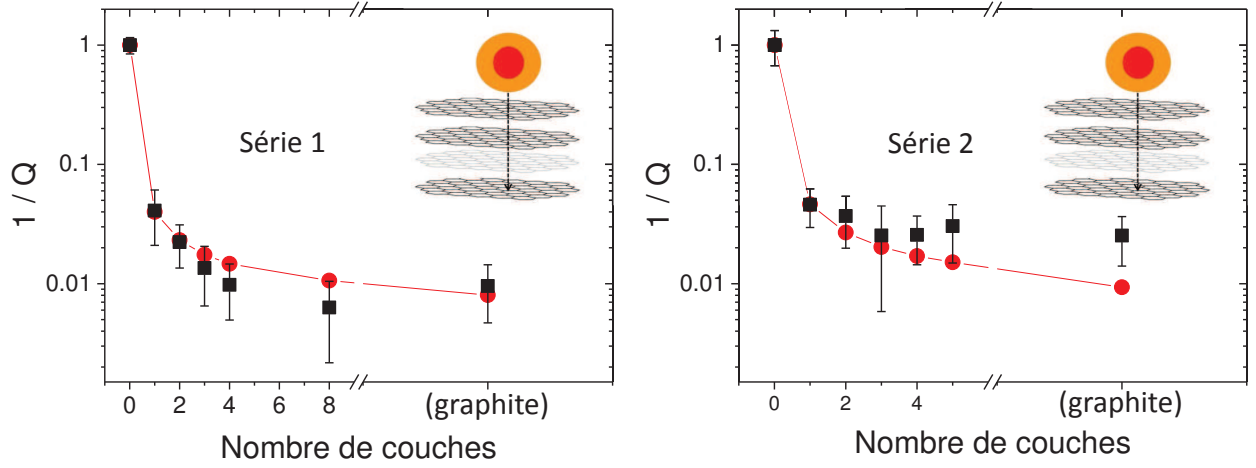 1
0.1
0.01
1 / Q
Série 1
0 2 4 6 8
(graphite)
Nombre de couches
1
0.1
0.01
1 / Q
Série 2
0 2 4
(graphite)
Nombre de couches